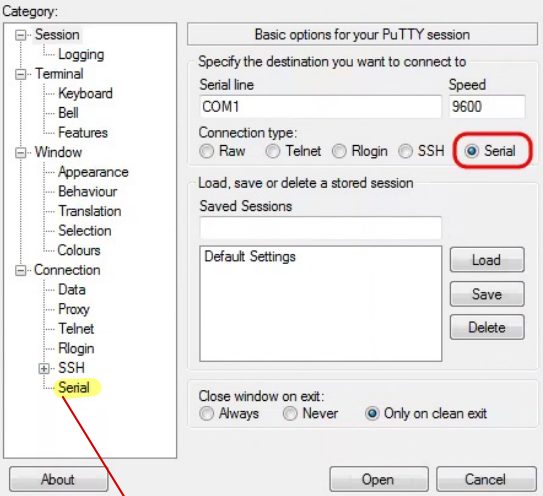 Category:
Session
Logging
Terminal
Keyboard
Bell
Features
Window
Appearance
Behaviour
Translation
Selection
Colours
Connection
Data
Proxy
Telnet
Rlogin
SSH
Serial
Basic options for your PuTTY session
Specify the destination you want to connect to
Serial line Speed
COM1 9600
Connection type:
Raw Telnet Rlogin SSH Serial
Load, save or delete a stored session
Saved Sessions
Default Settings
Load
Save
Delete
Close window on exit:
Always Never Only on clean exit
About Open Cancel